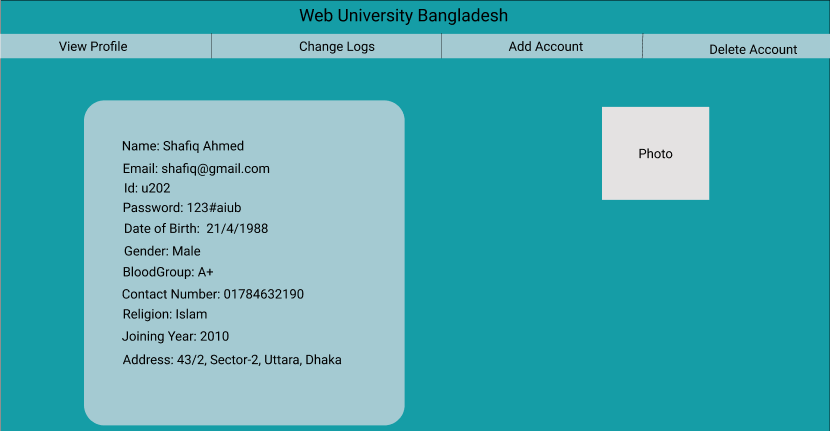 Web University Bangladesh
View Profile
Change Logs
Add Account
Delete Account
Name: Shafiq Ahmed
Email: shafiq@gmail.com
Id: u202
Password: 123#aiub
Date of Birth:  21/4/1988
Gender: Male
BloodGroup: A+
Contact Number: 01784632190
Religion: Islam
Joining Year: 2010
Address: 43/2, Sector-2, Uttara, Dhaka
Photo